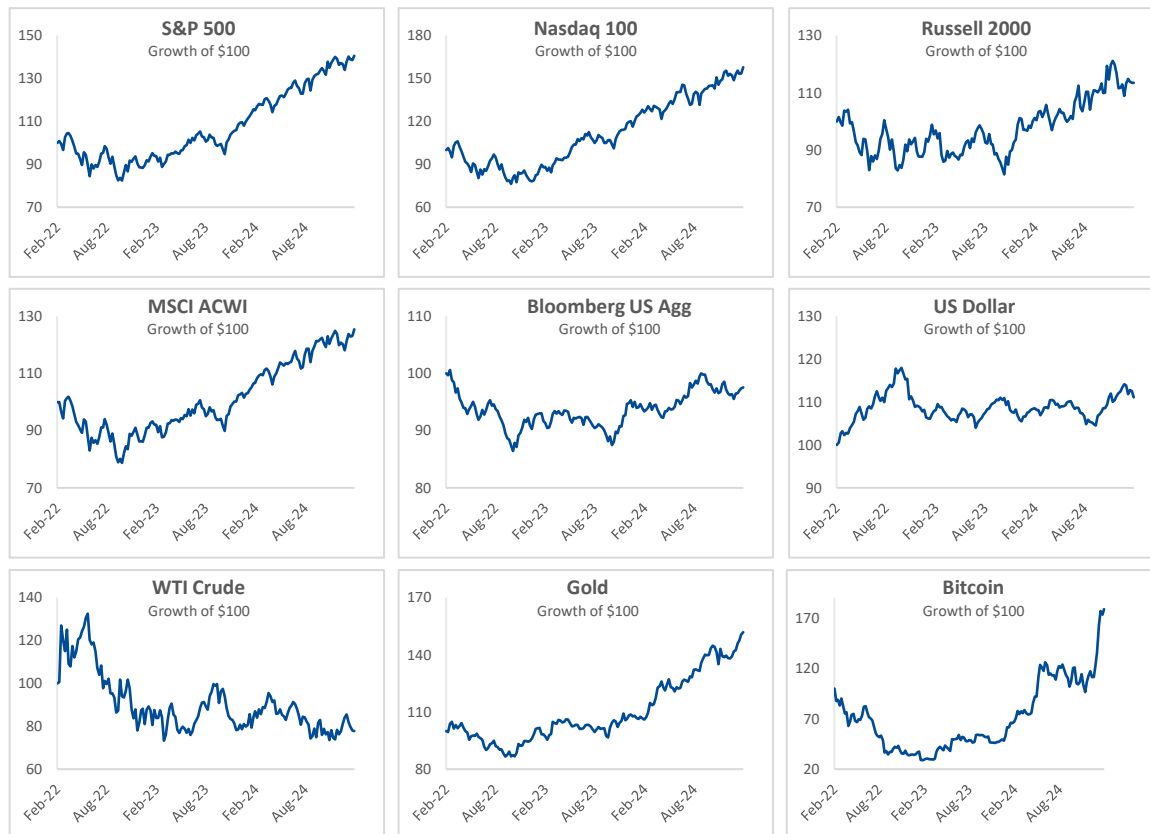 S&P 500
Growth of $100
150
130
110
90
70
Feb-22
Aug-22
Feb-23
Aug-23
Feb-24
Aug-24
Nasdaq 100
Growth of $100
180
150
120
90
60
Feb-22
Aug-22
Feb-23
Aug-23
Feb-24
Aug-24
Russell 2000
Growth of $100
130
120
110
100
90
80
70
Feb-22
Aug-22
Feb-23
Aug-23
Feb-24
Aug-24
MSCI ACWI
Growth of $100
130
110
90
70
Feb-22
Aug-22
Feb-23
Aug-23
Feb-24
Aug-24
Bloomberg US Agg
Growth of $100
110
100
90
80
Feb-22
Aug-22
Feb-23
Aug-23
Feb-24
Aug-24
US Dollar
Growth of $100
130
120
110
100
90
Feb-22
Aug-22
Feb-23
Aug-23
Feb-24
Aug-24
WTI Crude
Growth of $100
140
120
100
80
60
Feb-22
Aug-22
Feb-23
Aug-23
Feb-24
Aug-24
Gold
Growth of $100
170
140
110
80
Feb-22
Aug-22
Feb-23
Aug-23
Feb-24
Aug-24
Bitcoin
Growth of $100
170
120
70
20
Feb-22
Aug-22
Feb-23
Aug-23
Feb-24
Aug-24